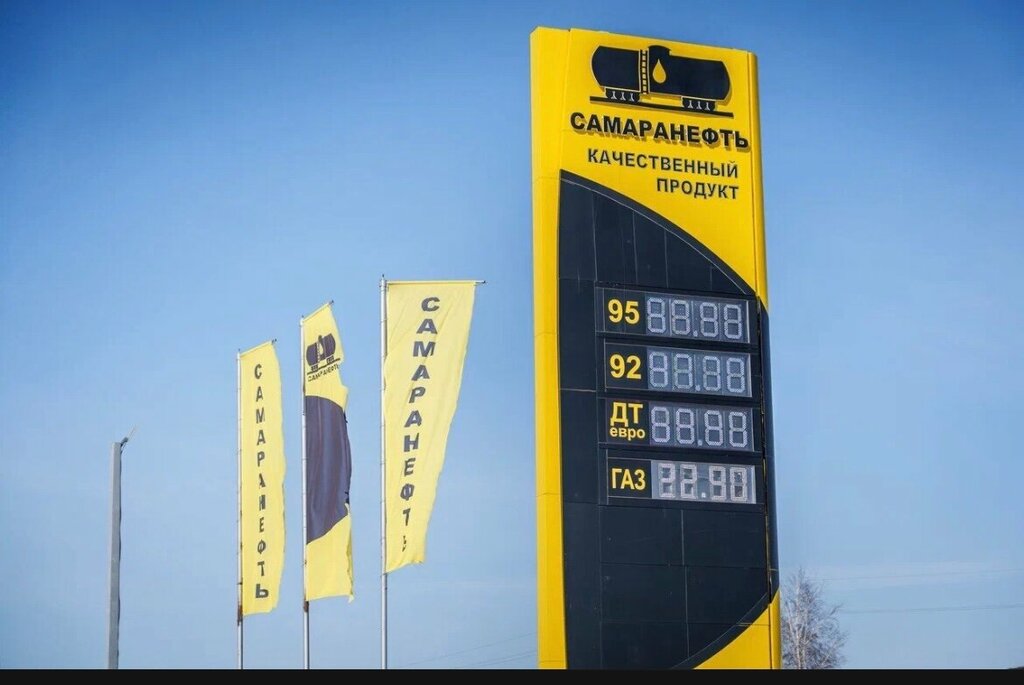 САМАРАНЕФТЬ
КАЧЕСТВЕННЫЙ
ПРОДУКТ
95 88.88
92 88.88
ДТ
евро 88.88
ГАЗ 22.90
САМАРАНЕФТЬ
САМАРАНЕФТЬ
САМАРАНЕФТЬ